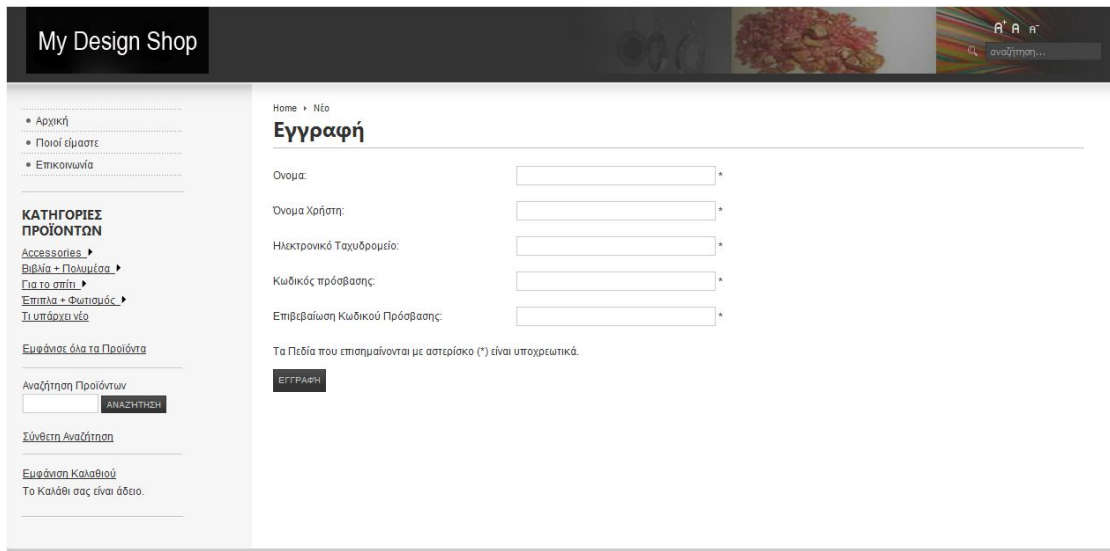 My Design Shop
A+ A A-
αναζήτηση...
Αρχική
Ποιοί είμαστε
Επικοινωνία
ΚΑΤΗΓΟΡΙΕΣ
ΠΡΟΪΟΝΤΩΝ
Accessories
Βιβλία + Πολυμέσα
Για το σπίτι
Έπιπλα + Φωτισμός
Τι υπάρχει νέο
Εμφάνισε όλα τα Προϊόντα
Αναζήτηση Προϊόντων
ΑΝΑΖΉΤΗΣΗ
Σύνθετη Αναζήτηση
Εμφάνιση Καλαθιού
Το Καλάθι σας είναι άδειο.
Home Νέο
Εγγραφή
Ονομα: *
Όνομα Χρήστη: *
Ηλεκτρονικό Ταχυδρομείο: *
Κωδικός πρόσβασης: *
Επιβεβαίωση Κωδικού Πρόσβασης: *
Τα Πεδία που επισημαίνονται με αστερίσκο (*) είναι υποχρεωτικά.
ΕΓΓΡΑΦΉ